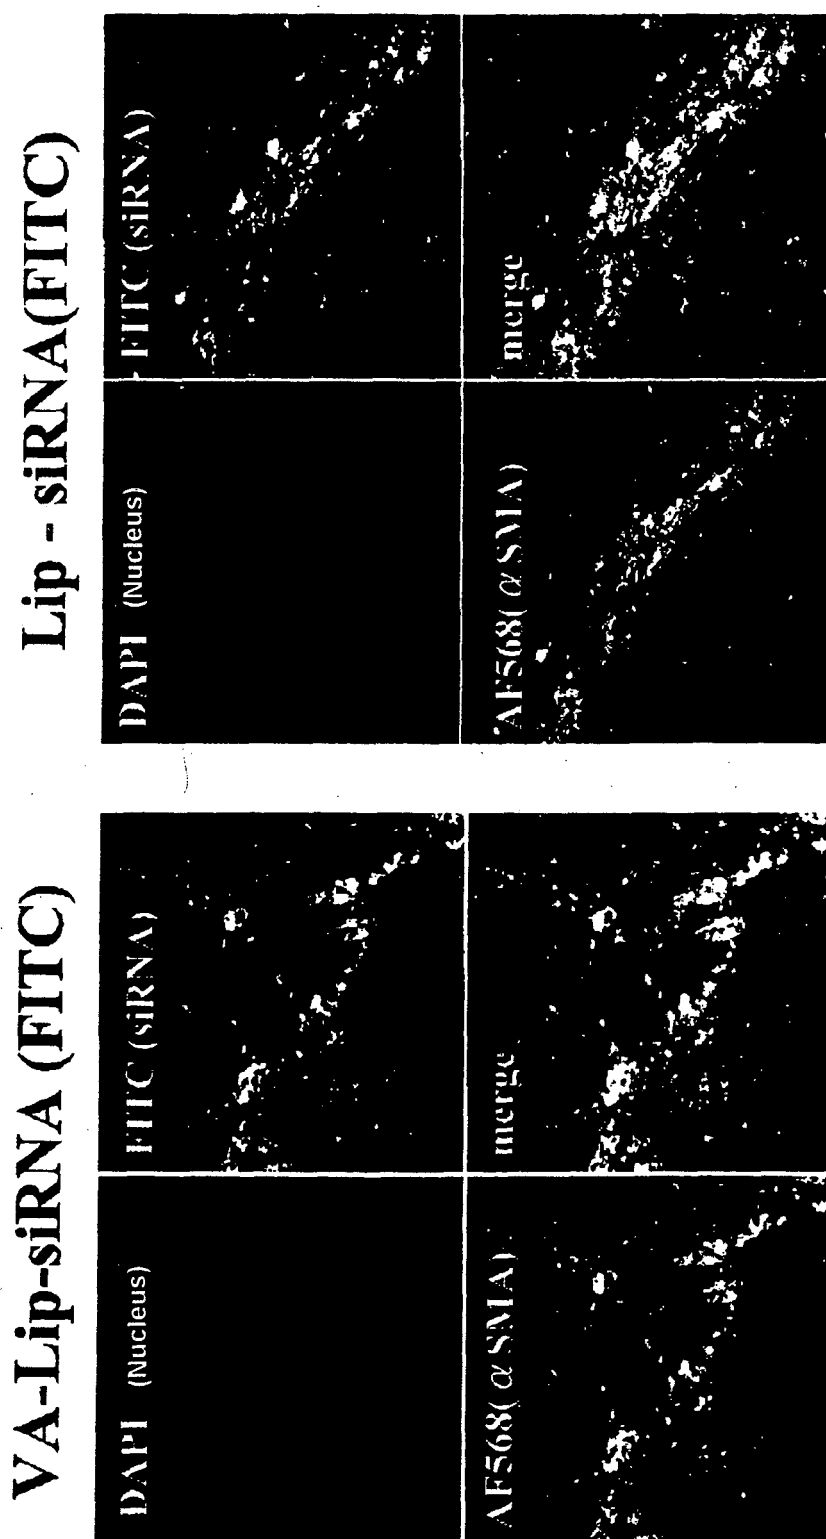 VA-Lip-siRNA (FITC)
DAPI (Nucleus)
FITC (siRNA)
AF568( α SMA)
merge
Lip - siRNA(FITC)
DAPI (Nucleus)
FITC (siRNA)
AF568( α SMA)
merge